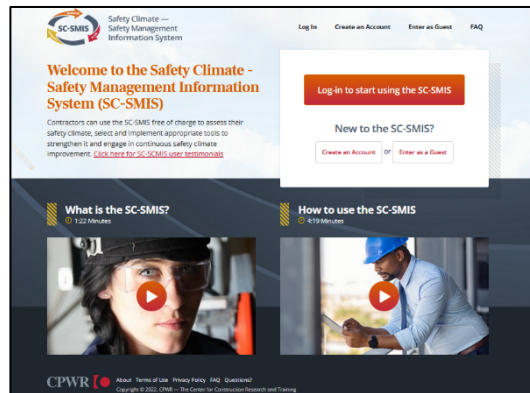 SC-SMIS
Safety Climate —
Safety Management
Information System
Log In Create an Account Enter as Guest FAQ
Welcome to the Safety Climate -
Safety Management Information
System (SC-SMIS)
Contractors can use the SC-SMIS free of charge to assess their
safety climate, select and implement appropriate tools to
strengthen it and engage in continuous safety climate
improvement. Click here for SC-SCMIS user testimonials
Log-in to start using the SC-SMIS
New to the SC-SMIS?
Create an Account or Enter as a Guest
What is the SC-SMIS?
1:22 Minutes
How to use the SC-SMIS
4:19 Minutes
CPWR
About Terms of Use Privacy Policy FAQ Questions?
Copyright © 2022, CPWR — The Center for Construction Research and Training